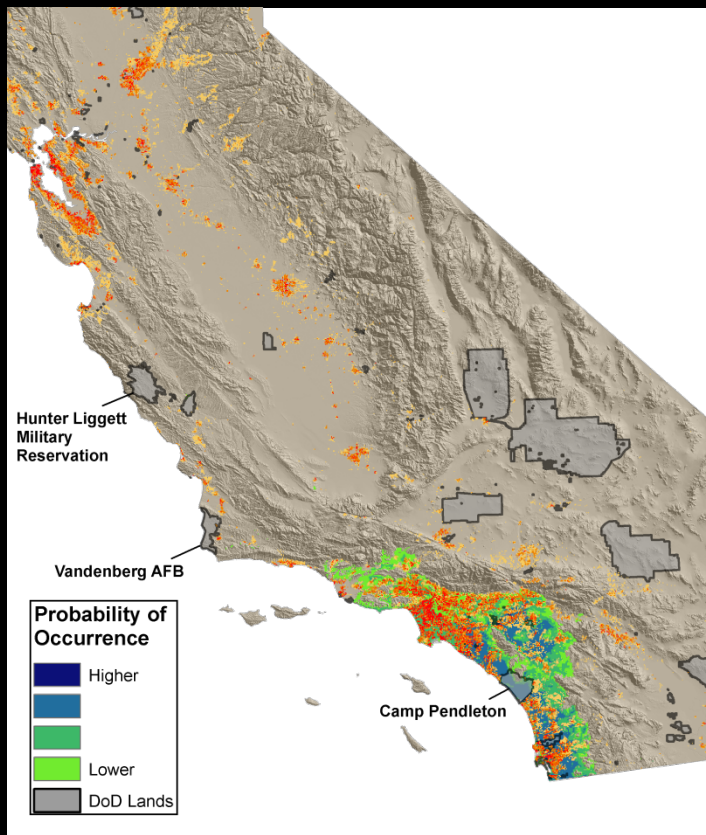 Hunter Liggett
Military
Reservation
Vandenberg AFB
Camp Pendleton
Probability of
Occurrence
Higher
Lower
DoD Lands